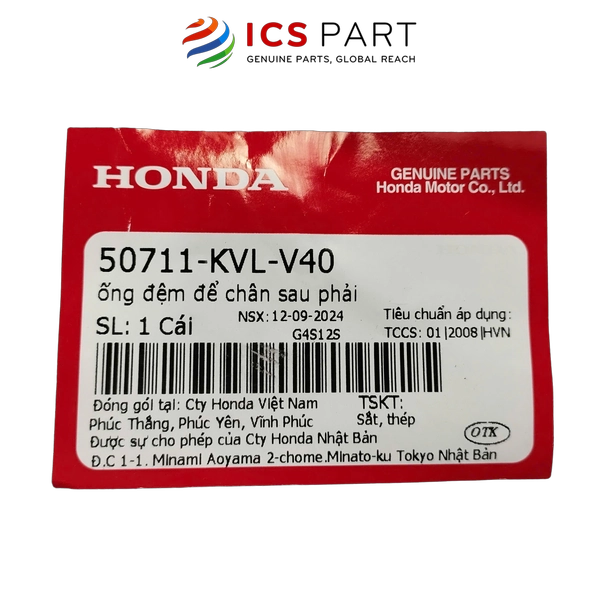 ICS PART
GENUINE PARTS, GLOBAL REACH
HONDA
GENUINE PARTS
Honda Motor Co., Ltd.
50711-KVL-V40
ống đệm để chân sau phải
SL: 1 Cái
NSX: 12-09-2024
G4S12S
Tiêu chuẩn áp dụng:
TCCS: 01|2008|HVN
Đóng gói tại: Cty Honda Việt Nam
Phúc Thắng, Phúc Yên, Vĩnh Phúc
TSKT:
Sắt, thép
Được sự cho phép của Cty Honda Nhật Bản
Đ.C 1-1. Minami Aoyama 2-chome.Minato-ku Tokyo Nhật Bản
OTK